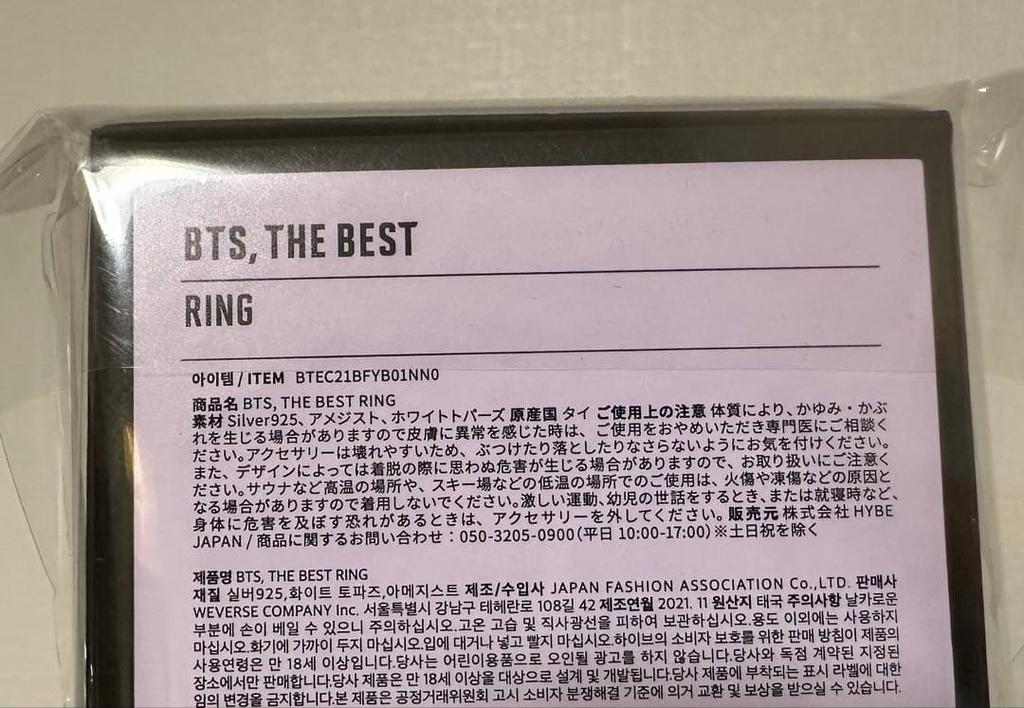 BTS, THE BEST
RING
아이템 / ITEM BTEC21BFYB01NN0
商品名 BTS, THE BEST RING
素材 Silver925、アメジスト、ホワイトトパーズ 原産国 タイ ご使用上の注意 体質により、かゆみ・かぶ
れを生じる場合がありますので皮膚に異常を感じた時は、ご使用をおやめいただき専門医にご相談く
ださい。アクセサリーは壊れやすいため、ぶつけたり落としたりなさらないようにお気を付けください。
また、デザインによっては着脱の際に思わぬ危害が生じる場合がありますので、お取り扱いにご注意く
ださい。サウナなど高温の場所や、スキー場などの低温の場所でのご使用は、火傷や凍傷などの原因と
なる場合がありますので着用しないでください。激しい運動、幼児の世話をするとき、または就寝時など、
身体に危害を及ぼす恐れがあるときは、アクセサリーを外してください。販売元 株式会社 HYBE
JAPAN / 商品に関するお問い合わせ：050-3205-0900(平日 10:00-17:00) ※土日祝を除く
제품명 BTS, THE BEST RING
재질 실버925,화이트 토파즈,아메지스트 제조/수입사 JAPAN FASHION ASSOCIATION Co.,LTD. 판매사
WEVERSE COMPANY Inc. 서울특별시 강남구 테헤란로 108길 42 제조연월 2021. 11 원산지 태국 주의사항 날카로운
부분에 손이 베일 수 있으니 주의하십시오.고온 고습 및 직사광선을 피하여 보관하십시오.용도 이외에는 사용하지
마십시오.화기에 가까이 두지 마십시오.입에 대거나 넣고 빨지 마십시오.하이브의 소비자 보호를 위한 판매 방침이 제품의
사용연령은 만 18세 이상입니다.당사는 어린이용품으로 오인될 광고를 하지 않습니다.당사와 독점 계약된 지정된
장소에서만 판매합니다.당사 제품은 만 18세 이상을 대상으로 설계 및 개발됩니다.당사 제품에 부착되는 표시 라벨에 대한
임의 변경을 금지합니다.본 제품은 공정거래위원회 고시 소비자 분쟁해결 기준에 의거 교환 및 보상을 받으실 수 있습니다.